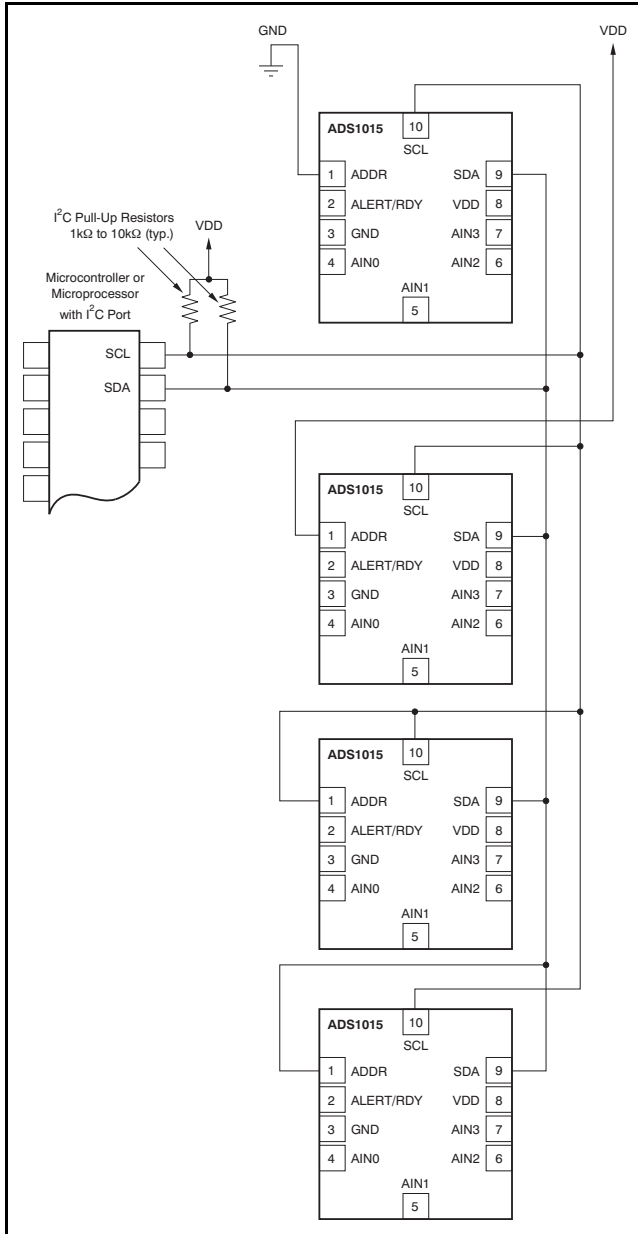 GND
VDD
ADS1015
10
SCL
1 ADDR SDA 9
2 ALERT/RDY VDD 8
3 GND AIN3 7
4 AIN0 AIN2 6
AIN1
5
I²C Pull-Up Resistors
1kΩ to 10kΩ (typ.)
VDD
Microcontroller or
Microprocessor
with I²C Port
SCL
SDA
ADS1015
10
SCL
1 ADDR SDA 9
2 ALERT/RDY VDD 8
3 GND AIN3 7
4 AIN0 AIN2 6
AIN1
5
ADS1015
10
SCL
1 ADDR SDA 9
2 ALERT/RDY VDD 8
3 GND AIN3 7
4 AIN0 AIN2 6
AIN1
5
ADS1015
10
SCL
1 ADDR SDA 9
2 ALERT/RDY VDD 8
3 GND AIN3 7
4 AIN0 AIN2 6
AIN1
5